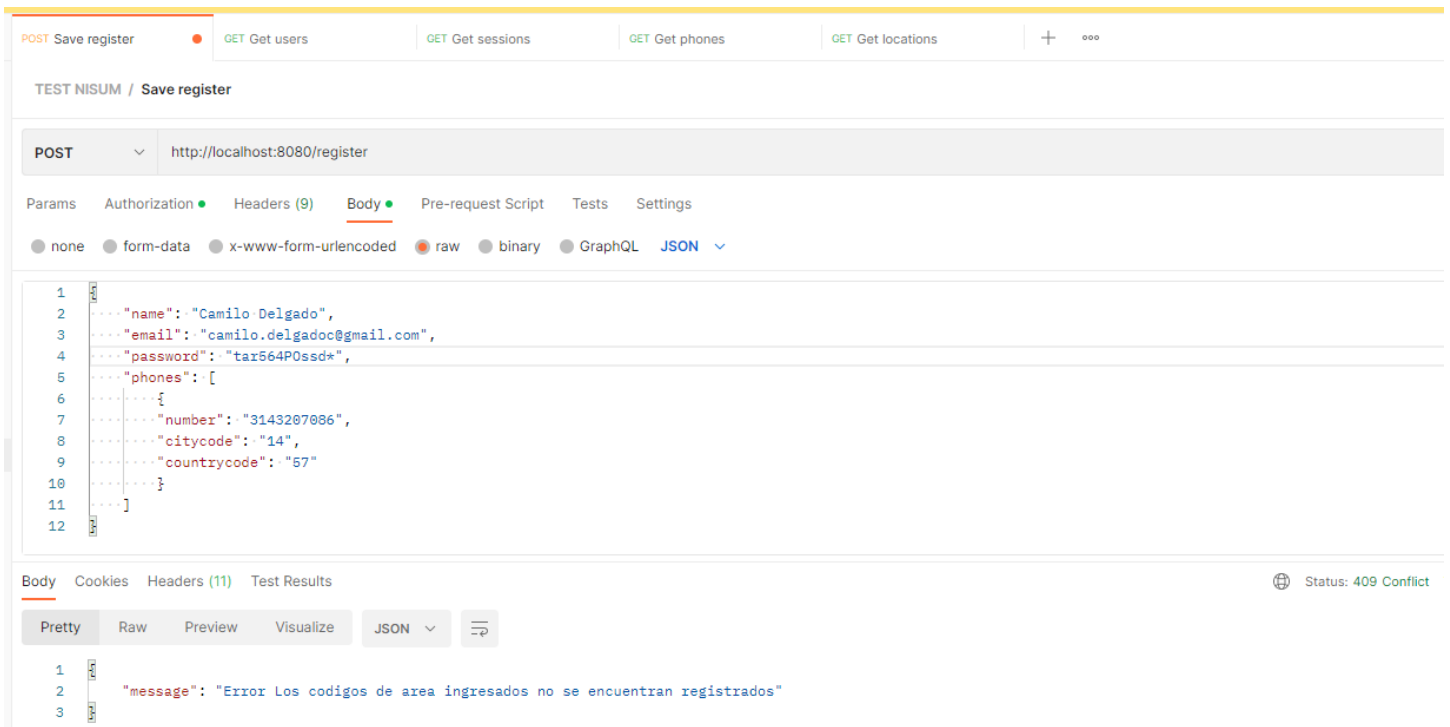 POST Save register GET Get users GET Get sessions GET Get phones GET Get locations
TEST NISUM / Save register
POST http://localhost:8080/register
Params Authorization Headers (9) Body Pre-request Script Tests Settings
none form-data x-www-form-urlencoded raw binary GraphQL JSON
1 {
2 "name": "Camilo Delgado",
3 "email": "camilo.delgadoc@gmail.com",
4 "password": "tar564POssd*",
5 "phones": [
6 {
7 "number": "3143207086",
8 "citycode": "14",
9 "countrycode": "57"
10 }
11 ]
12 }
Body Cookies Headers (11) Test Results Status: 409 Conflict
Pretty Raw Preview Visualize JSON
1 {
2 "message": "Error Los codigos de area ingresados no se encuentran registrados"
3 }